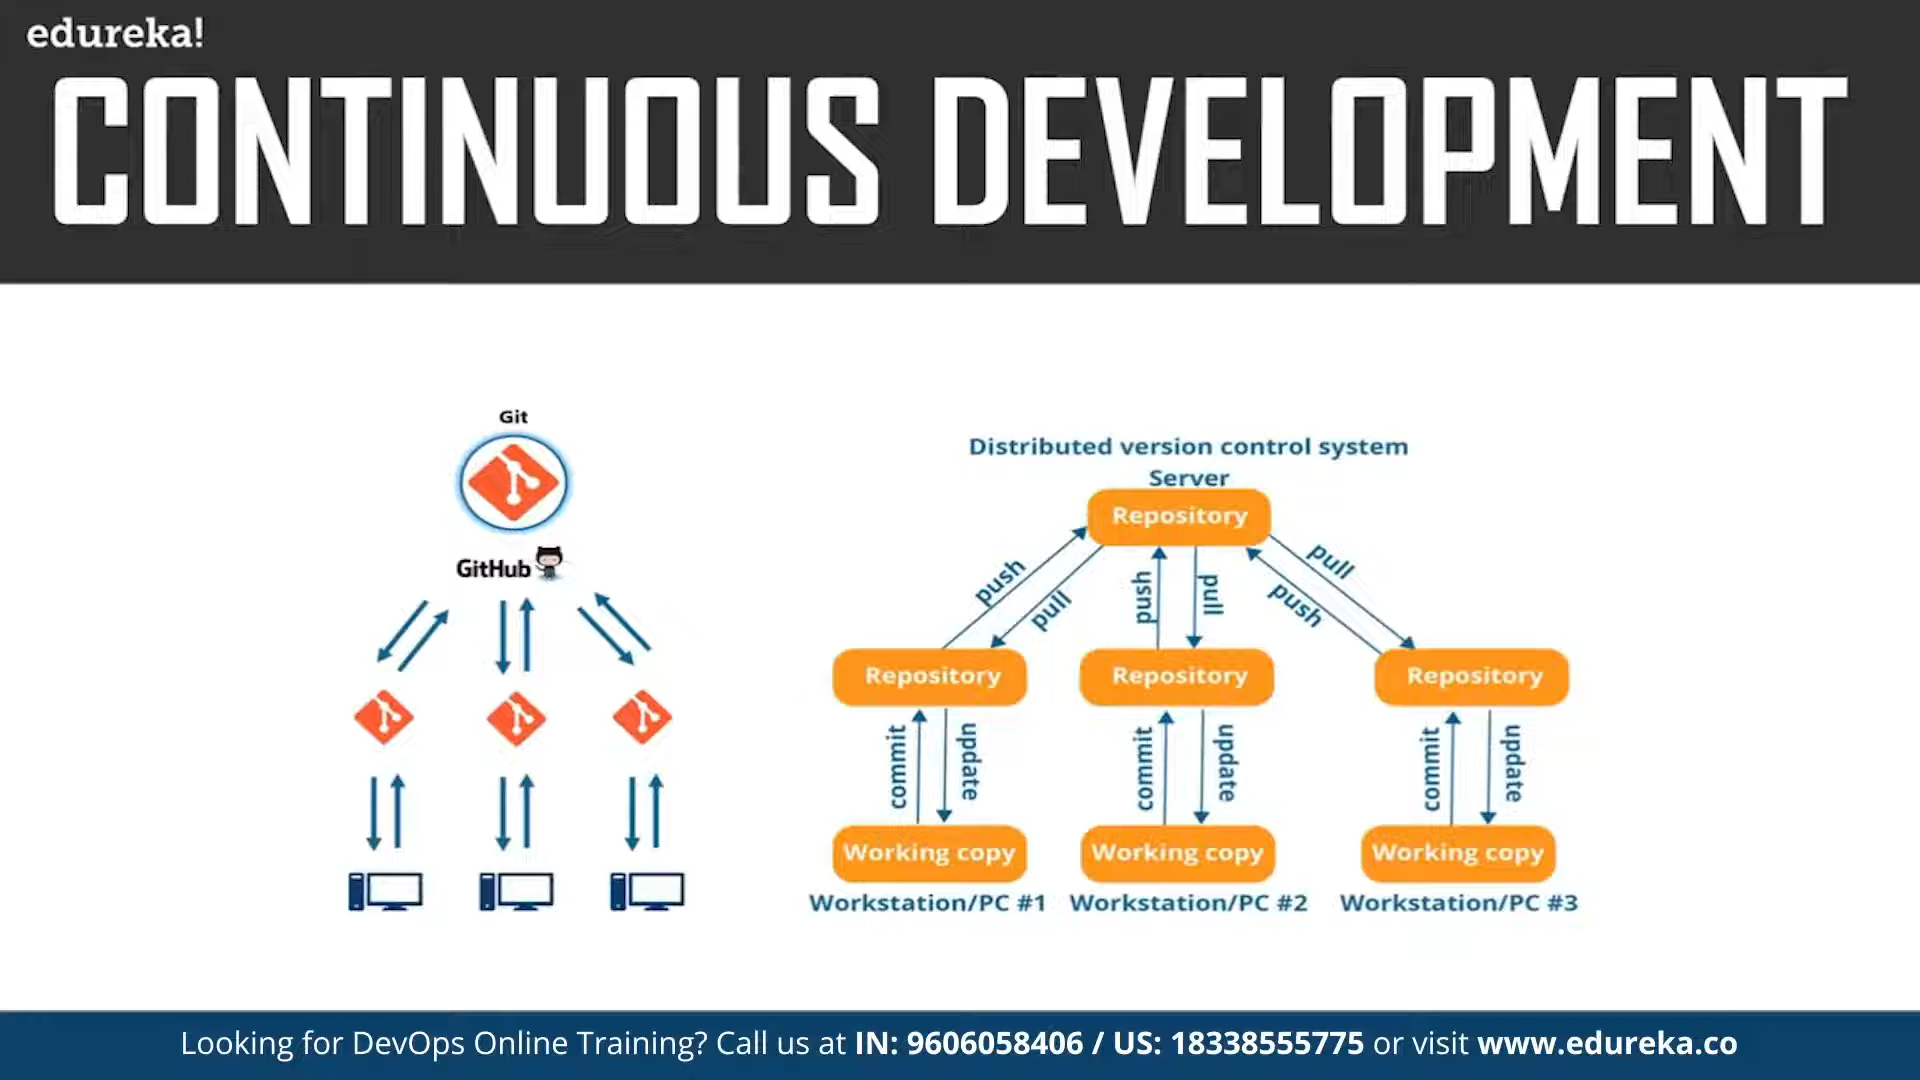 edureka!
CONTINUOUS DEVELOPMENT
Git
GitHub
Distributed version control system
Server
Repository
push
pull
push
pull
push
pull
Repository
Repository
Repository
commit
update
commit
update
commit
update
Working copy
Working copy
Working copy
Workstation/PC #1
Workstation/PC #2
Workstation/PC #3
Looking for DevOps Online Training? Call us at IN: 9606058406 / US: 18338555775 or visit www.edureka.co